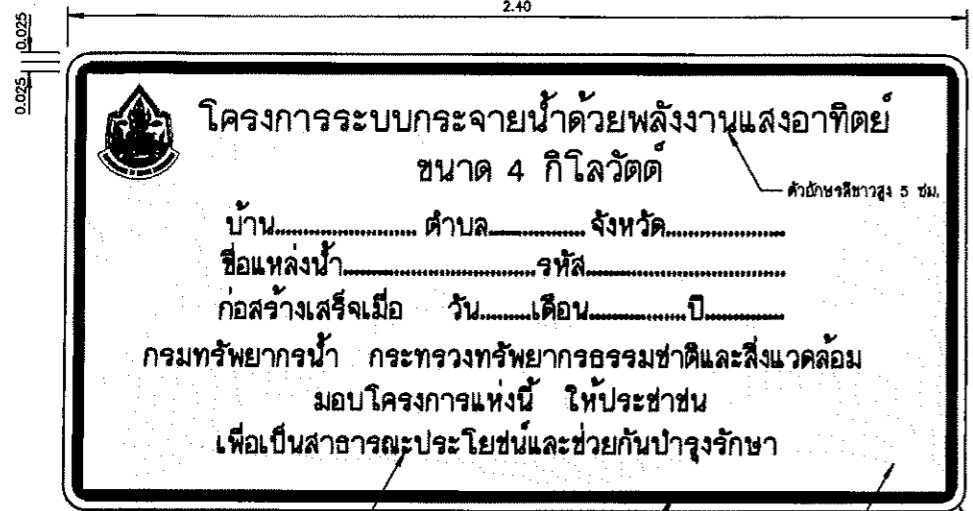 2.40
0.025
0.025
โครงการระบบกระจายน้ำด้วยพลังงานแสงอาทิตย์
ขนาด 4 กิโลวัตต์
ตัวอักษรสีขาวสูง 5 ซม.
บ้าน.................... ตำบล.............. จังหวัด.................
ชื่อแหล่งน้ำ...........................รหัส.............................
ก่อสร้างเสร็จเมื่อ วัน.......เดือน..............ปี...........
กรมทรัพยากรน้ำ กระทรวงทรัพยากรธรรมชาติและสิ่งแวดล้อม
มอบโครงการแห่งนี้ ให้ประชาชน
เพื่อเป็นสาธารณะประโยชน์และช่วยกันบำรุงรักษา